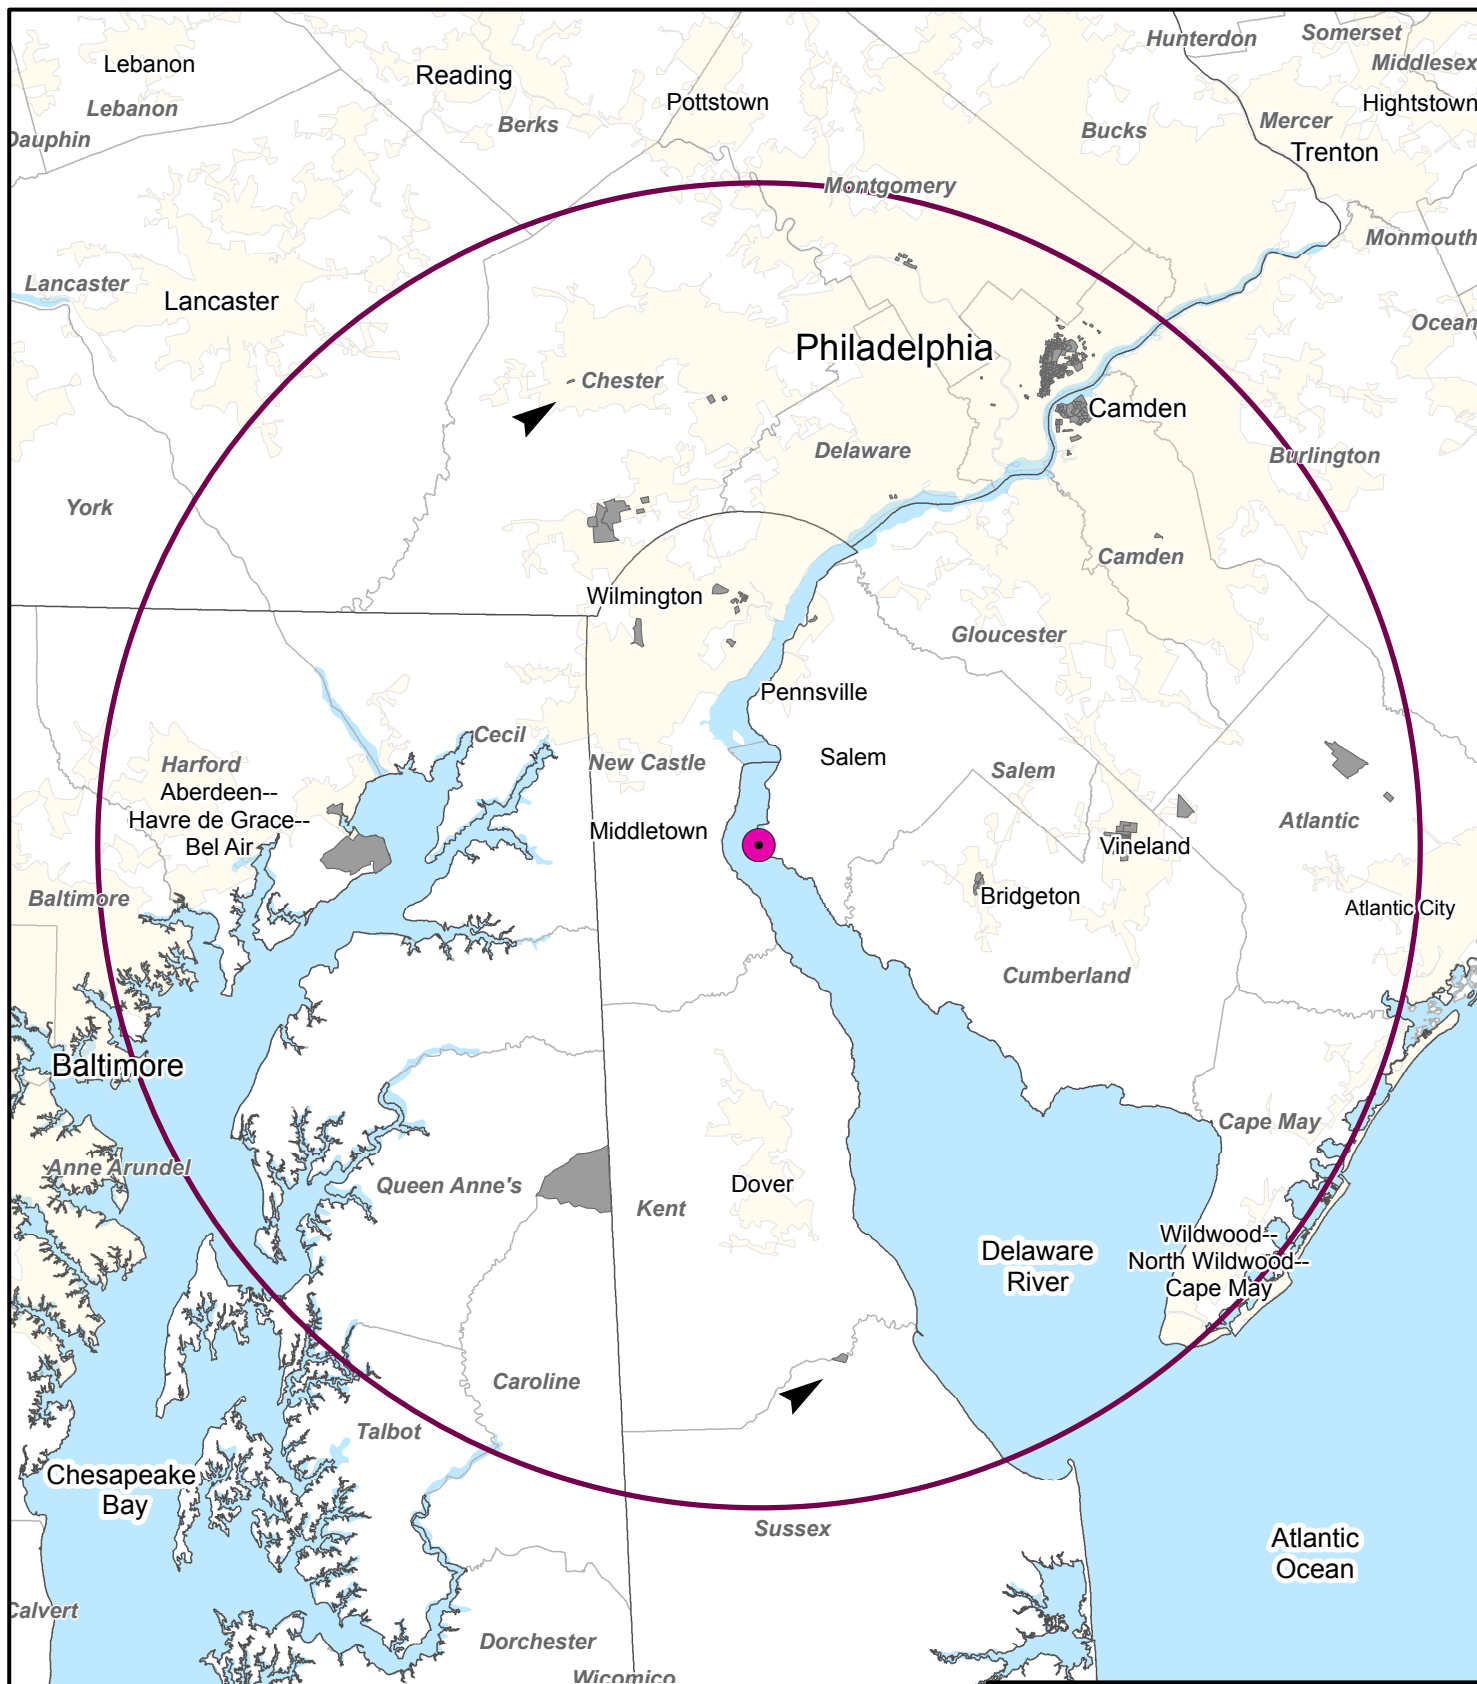 Hunterdon
Somerset
Lebanon
Reading
Middlesex
Pottstown
Hightstown
Lebanon
Berks
Bucks
Mercer
Dauphin
Trenton
Montgomery
Monmouth
Lancaster
Lancaster
Ocean
Philadelphia
Chester
Camden
Delaware
Burlington
York
Camden
Wilmington
Gloucester
Pennsville
Cecil
Salem
New Castle
Harford
Salem
Aberdeen--
Havre de Grace--
Bel Air
Middletown
Atlantic
Vineland
Baltimore
Bridgeton
Atlantic City
Cumberland
Baltimore
Cape May
Anne Arundel
Queen Anne's
Dover
Kent
Wildwood--
North Wildwood--
Cape May
Delaware
River
Caroline
Talbot
Chesapeake
Bay
Sussex
Atlantic
Ocean
Calvert
Dorchester
Wicomico